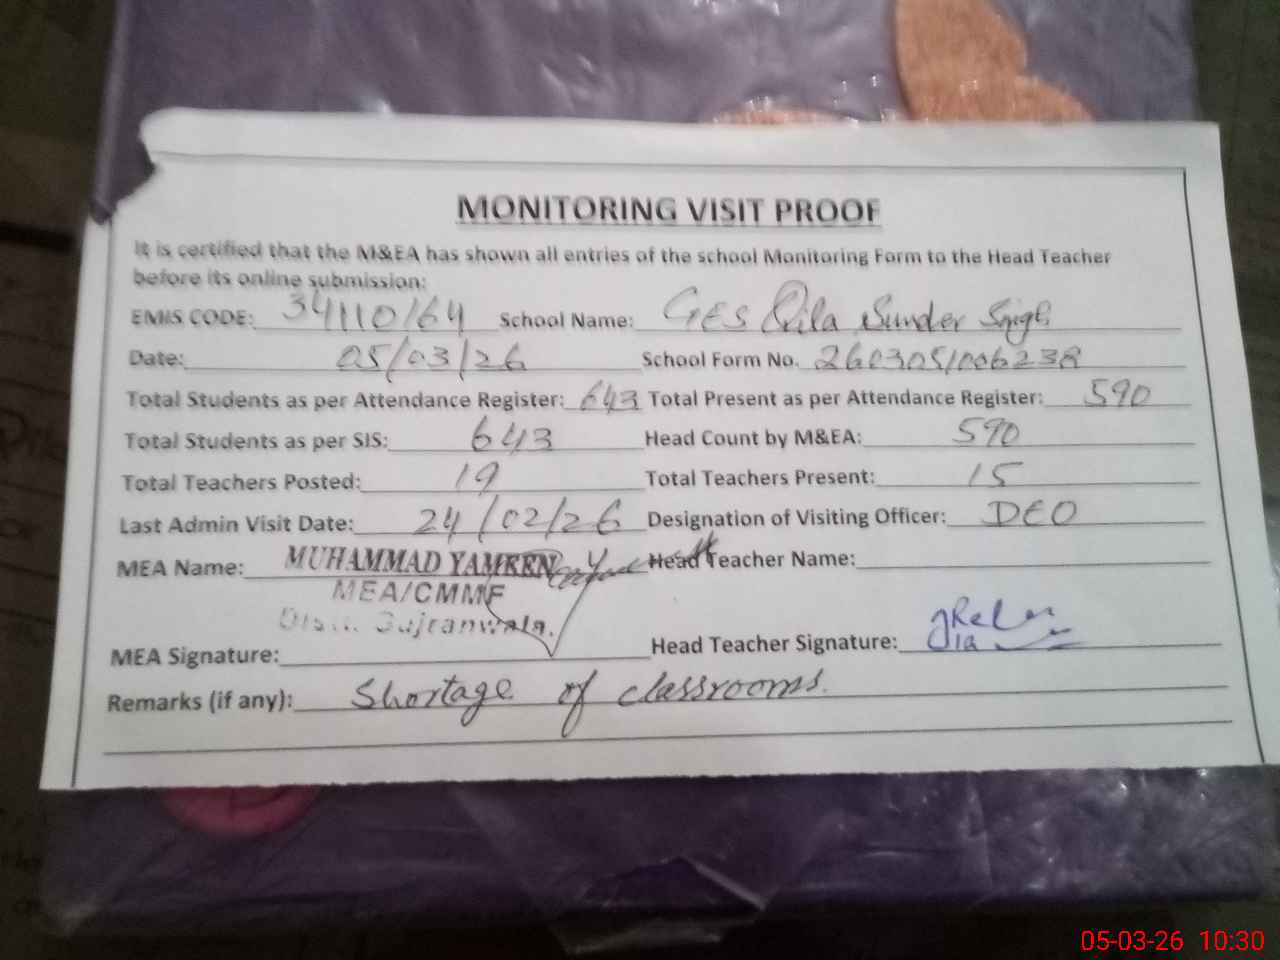 MONITORING VISIT PROOF
It is certified that the M&EA has shown all entries of the school Monitoring Form to the Head Teacher
before its online submission:
EMIS CODE: 34110164 School Name: GES Qila Sunder Singh
Date: 05/03/26 School Form No. 260305/006238
Total Students as per Attendance Register: 643 Total Present as per Attendance Register: 590
Total Students as per SIS: 643 Head Count by M&EA: 590
Total Teachers Posted: 19 Total Teachers Present: 15
Last Admin Visit Date: 24/02/26 Designation of Visiting Officer: DEO
MEA Name: MUHAMMAD YAMEEN Head Teacher Name:
MEA/CMMF
Distt. Gujranwala.
MEA Signature: Head Teacher Signature:
Remarks (if any): Shortage of classrooms.
05-03-26 10:30